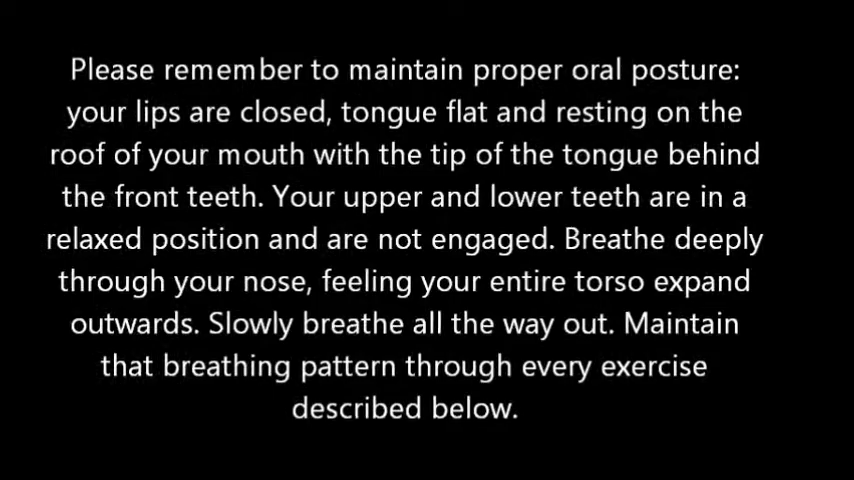 Please remember to maintain proper oral posture:
your lips are closed, tongue flat and resting on the
roof of your mouth with the tip of the tongue behind
the front teeth. Your upper and lower teeth are in a
relaxed position and are not engaged. Breathe deeply
through your nose, feeling your entire torso expand
outwards. Slowly breathe all the way out. Maintain
that breathing pattern through every exercise
described below.